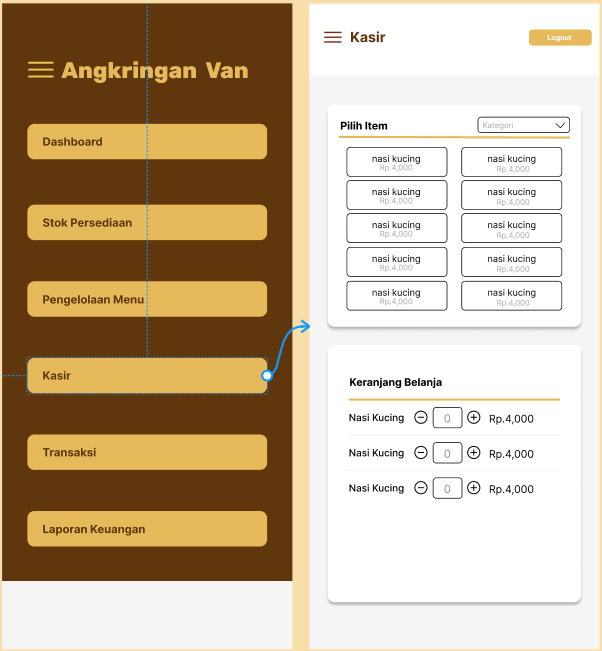 Angkringan Van
Dashboard
Stok Persediaan
Pengelolaan Menu
Kasir
Transaksi
Laporan Keuangan
Kasir
Logout
Pilih Item
Kategori
nasi kucing
Rp.4,000
nasi kucing
Rp.4,000
nasi kucing
Rp.4,000
nasi kucing
Rp.4,000
nasi kucing
Rp.4,000
nasi kucing
Rp.4,000
nasi kucing
Rp.4,000
nasi kucing
Rp.4,000
nasi kucing
Rp.4,000
nasi kucing
Rp.4,000
Keranjang Belanja
Nasi Kucing 0 Rp.4,000
Nasi Kucing 0 Rp.4,000
Nasi Kucing 0 Rp.4,000